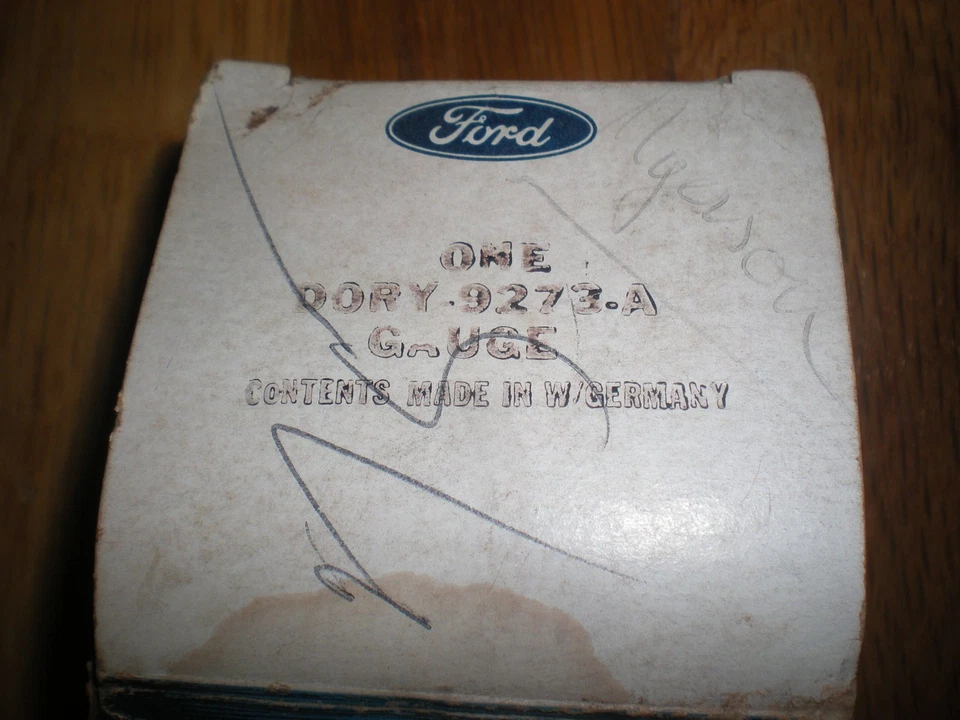 Ford
ONE
DORY-9273-A
GAUGE
CONTENTS MADE IN W/GERMANY